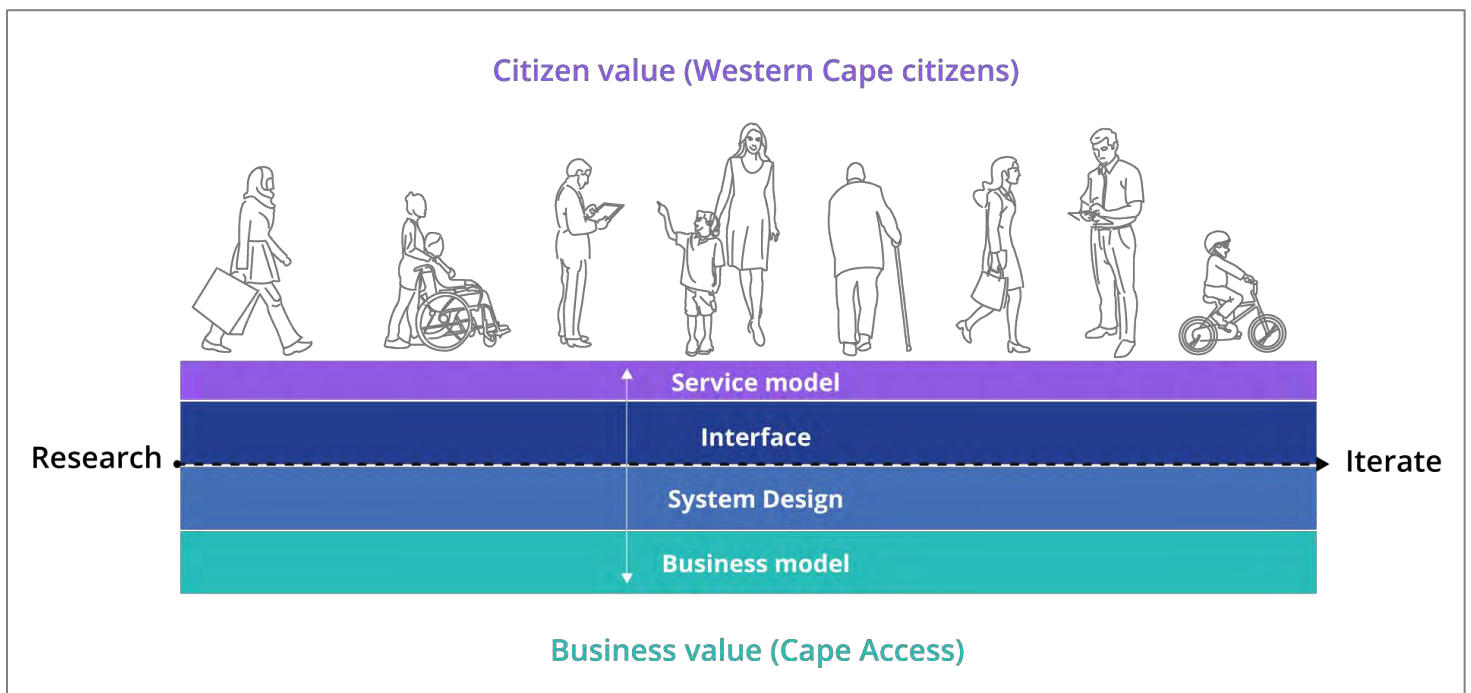 Citizen value (Western Cape citizens)
Service model
Interface
Research
Iterate
System Design
Business model
Business value (Cape Access)